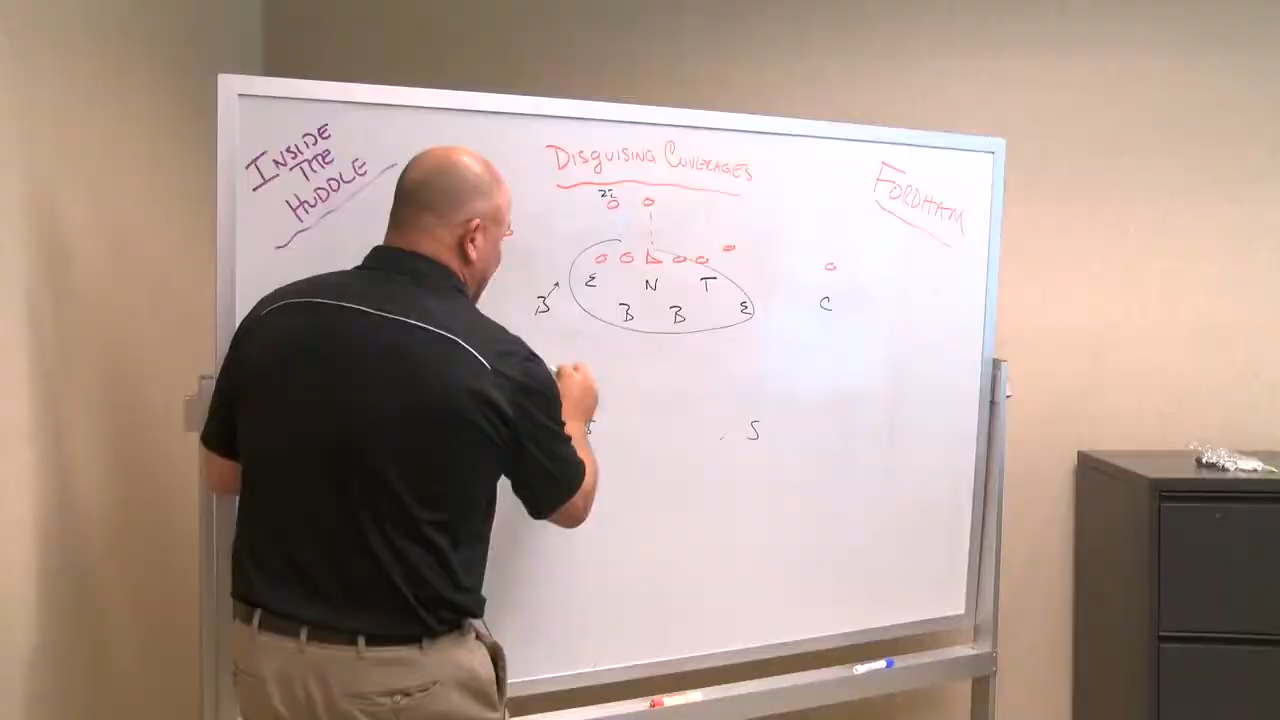 INSIDE
THE
HUDDLE
DISGUISING COVERAGES
FORDHAM
E N T
B B B E C
S S